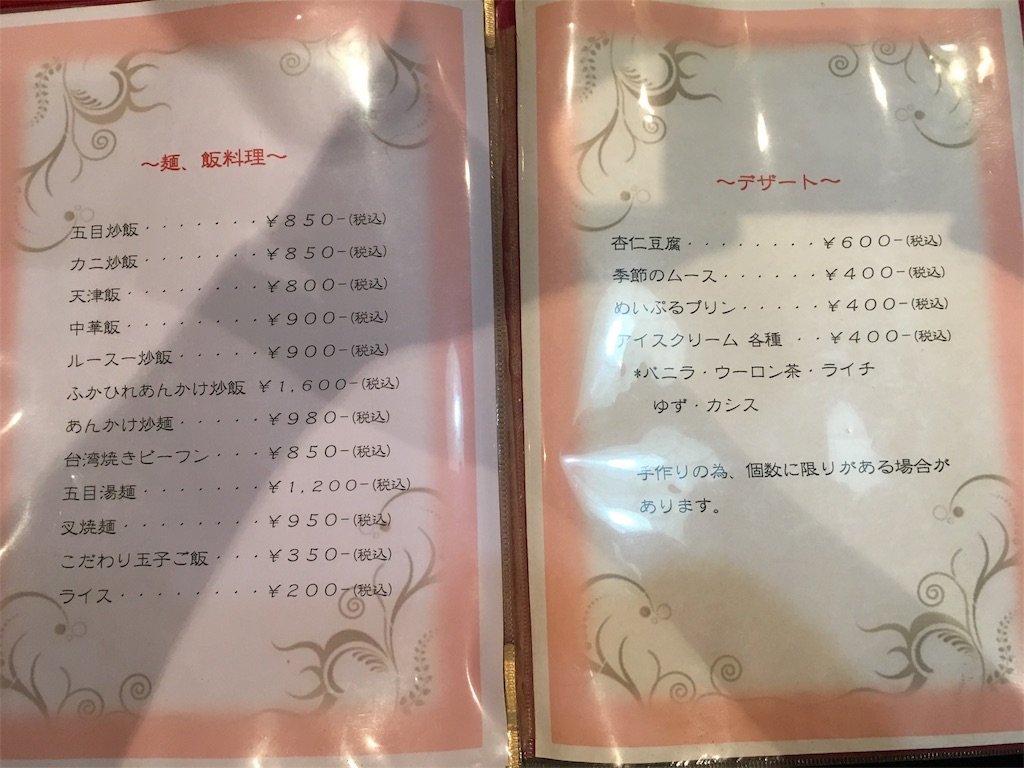 ～麺、飯料理～
五目炒飯・・・・・・・¥850-(税込)
カニ炒飯・・・・・・・¥850-(税込)
天津飯・・・・・・・・¥800-(税込)
中華飯・・・・・・・・¥900-(税込)
ルースー炒飯・・・・・¥900-(税込)
ふかひれあんかけ炒飯 ¥1,600-(税込)
あんかけ炒麺・・・・・¥980-(税込)
台湾焼きビーフン・・・¥850-(税込)
五目湯麺・・・・・・・¥1,200-(税込)
叉焼麺・・・・・・・・¥950-(税込)
こだわり玉子ご飯・・・¥350-(税込)
ライス・・・・・・・・¥200-(税込)
～デザート～
杏仁豆腐・・・・・・・・¥600-(税込)
季節のムース・・・・・・¥400-(税込)
めいぷるプリン・・・・・¥400-(税込)
アイスクリーム 各種 ・・¥400-(税込)
*バニラ・ウーロン茶・ライチ
ゆず・カシス
手作りの為、個数に限りがある場合が
あります。